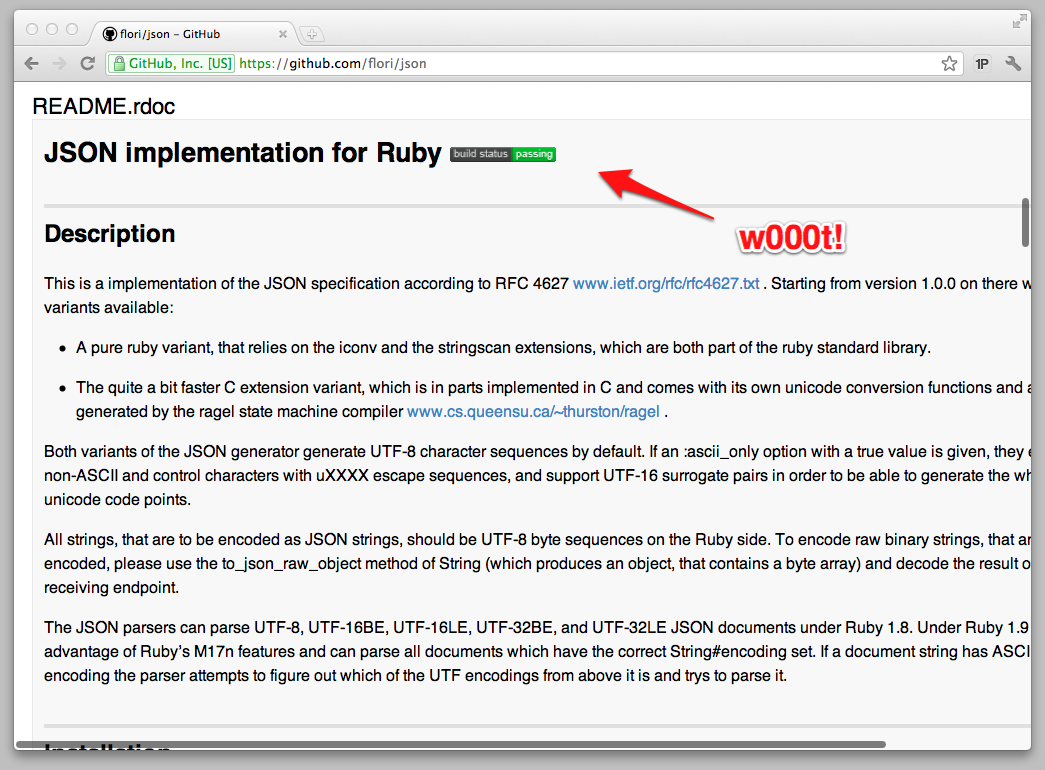 flori/json – GitHub
GitHub, Inc. [US] https://github.com/flori/json
1P
README.rdoc
JSON implementation for Ruby build status passing
w000t!
Description
This is a implementation of the JSON specification according to RFC 4627 www.ietf.org/rfc/rfc4627.txt . Starting from version 1.0.0 on there
variants available:
• A pure ruby variant, that relies on the iconv and the stringscan extensions, which are both part of the ruby standard library.
• The quite a bit faster C extension variant, which is in parts implemented in C and comes with its own unicode conversion functions and
generated by the ragel state machine compiler www.cs.queensu.ca/~thurston/ragel .
Both variants of the JSON generator generate UTF-8 character sequences by default. If an :ascii_only option with a true value is given, they
non-ASCII and control characters with uXXXX escape sequences, and support UTF-16 surrogate pairs in order to be able to generate the
unicode code points.
All strings, that are to be encoded as JSON strings, should be UTF-8 byte sequences on the Ruby side. To encode raw binary strings, that
encoded, please use the to_json_raw_object method of String (which produces an object, that contains a byte array) and decode the result
receiving endpoint.
The JSON parsers can parse UTF-8, UTF-16BE, UTF-16LE, UTF-32BE, and UTF-32LE JSON documents under Ruby 1.8. Under Ruby 1.9
advantage of Ruby's M17n features and can parse all documents which have the correct String#encoding set. If a document string has ASCI
encoding the parser attempts to figure out which of the UTF encodings from above it is and trys to parse it.
Installation